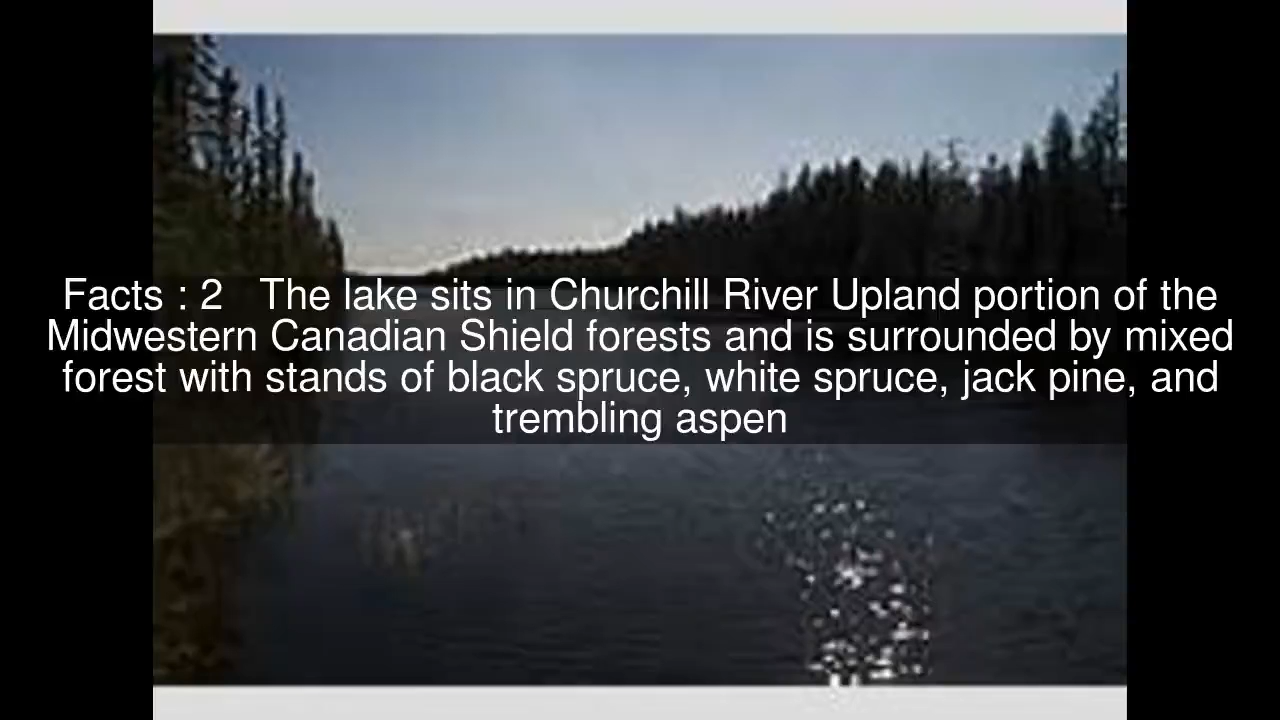 Facts : 2   The lake sits in Churchill River Upland portion of the
Midwestern Canadian Shield forests and is surrounded by mixed
forest with stands of black spruce, white spruce, jack pine, and
trembling aspen